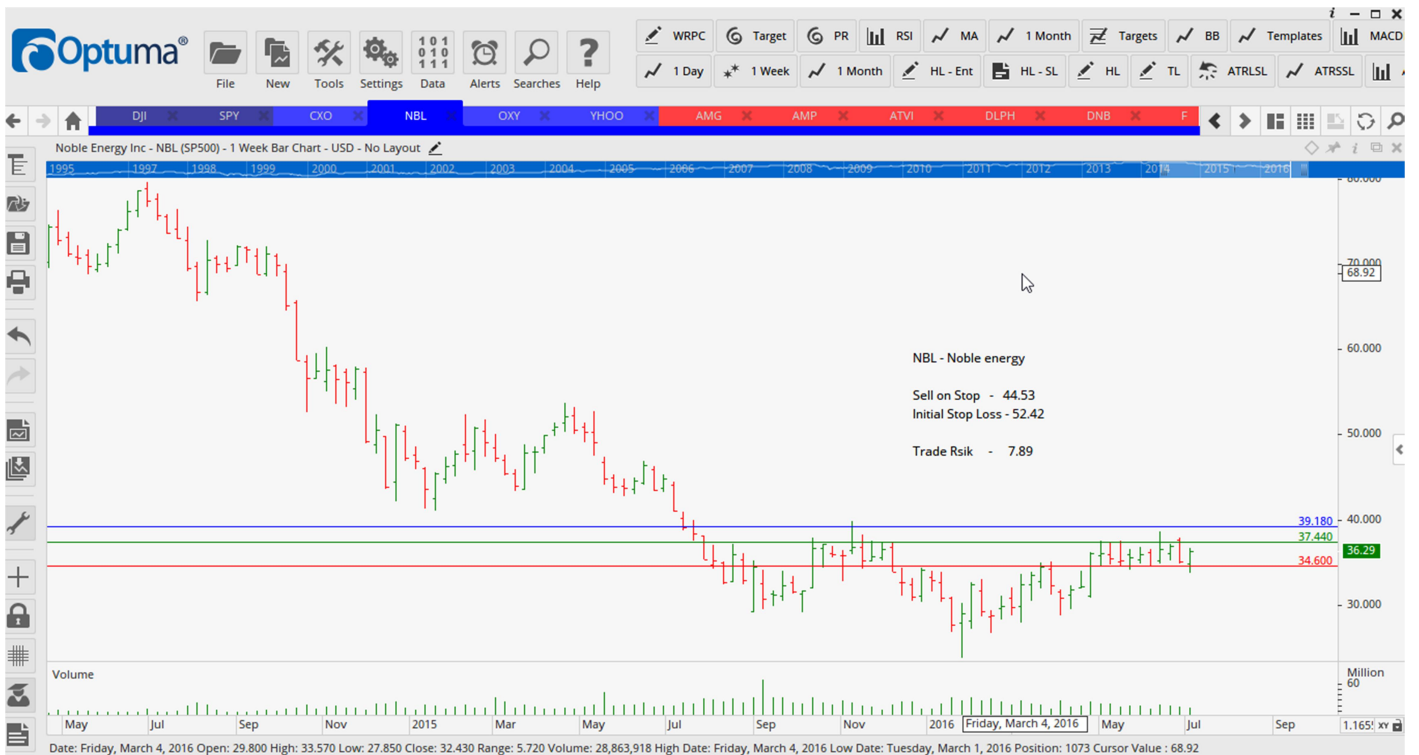 i
WRPC Target PR RSI MA 1 Month Targets BB Templates MACD
Optuma®
101
010
111
1 Day 1 Week 1 Month HL - Ent HL - SL HL TL ATRLSL ATRSSL
File New Tools Settings Data Alerts Searches Help
DJI SPY CXO NBL OXY YHOO AMG AMP ATVI DLPH DNB F
Noble Energy Inc - NBL (SP500) - 1 Week Bar Chart - USD - No Layout
1995 1997 1998 1999 2000 2001 2002 2003 2004 2005 2006 2007 2008 2009 2010 2011 2012 2013 2014 2015 2016
80.000
70.000
68.92
60.000
NBL - Noble energy
Sell on Stop - 44.53
Initial Stop Loss - 52.42
50.000
Trade Rsik - 7.89
39.180
40.000
37.440
36.29
34.600
30.000
Volume
Million
60
May Jul Sep Nov 2015 Mar May Jul Sep Nov 2016 Friday, March 4, 2016 May Jul Sep XY
Date: Friday, March 4, 2016 Open: 29.800 High: 33.570 Low: 27.850 Close: 32.430 Range: 5.720 Volume: 28,863,918 High Date: Friday, March 4, 2016 Low Date: Tuesday, March 1, 2016 Position: 1073 Cursor Value : 68.92